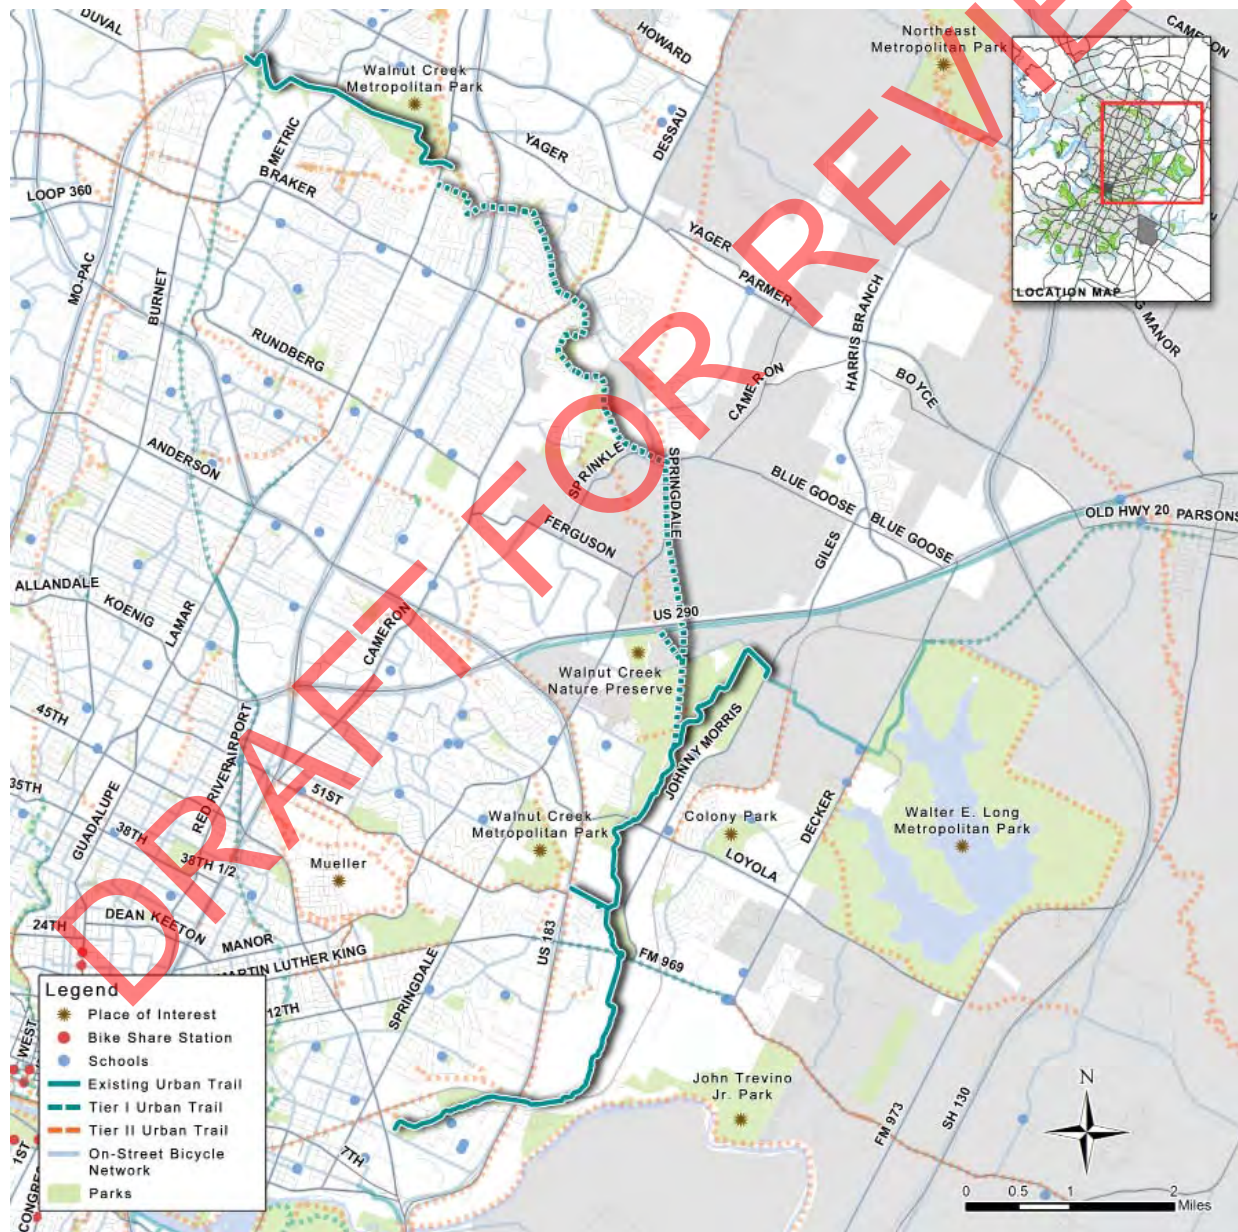 DUVAL
HOWARD
Northeast
Metropolitan Park
CAMERON
Walnut Creek
Metropolitan Park
DESSAU
YAGER
METRIC
BRAKER
LOOP 360
MO-PAC
BURNET
YAGER
PARMER
LOCATION MAP
MANOR
HARRIS BRANCH
RUNDBERG
CAMERON
BOYCE
ANDERSON
SPRINKLE
SPRINGDALE
BLUE GOOSE
BLUE GOOSE
OLD HWY 20
PARSONS
FERGUSON
GILES
ALLANDALE
KOENIG
LAMAR
CAMERON
US 290
Walnut Creek
Nature Preserve
45TH
AIRPORT
RED RIVER
JOHNNY MORRIS
35TH
GUADALUPE
38TH
38TH 1/2
51ST
Mueller
Walnut Creek
Metropolitan Park
Colony Park
LOYOLA
DECKER
Walter E. Long
Metropolitan Park
24TH
DEAN KEETON
MANOR
MARTIN LUTHER KING
US 183
FM 969
SPRINGDALE
12TH
WEST
7TH
1ST
CONGRES
John Trevino
Jr. Park
FM 973
SH 130
N
0 0.5 1 2
Miles
Legend
Place of Interest
Bike Share Station
Schools
Existing Urban Trail
Tier I Urban Trail
Tier II Urban Trail
On-Street Bicycle
Network
Parks
DRAFT FOR REVIE